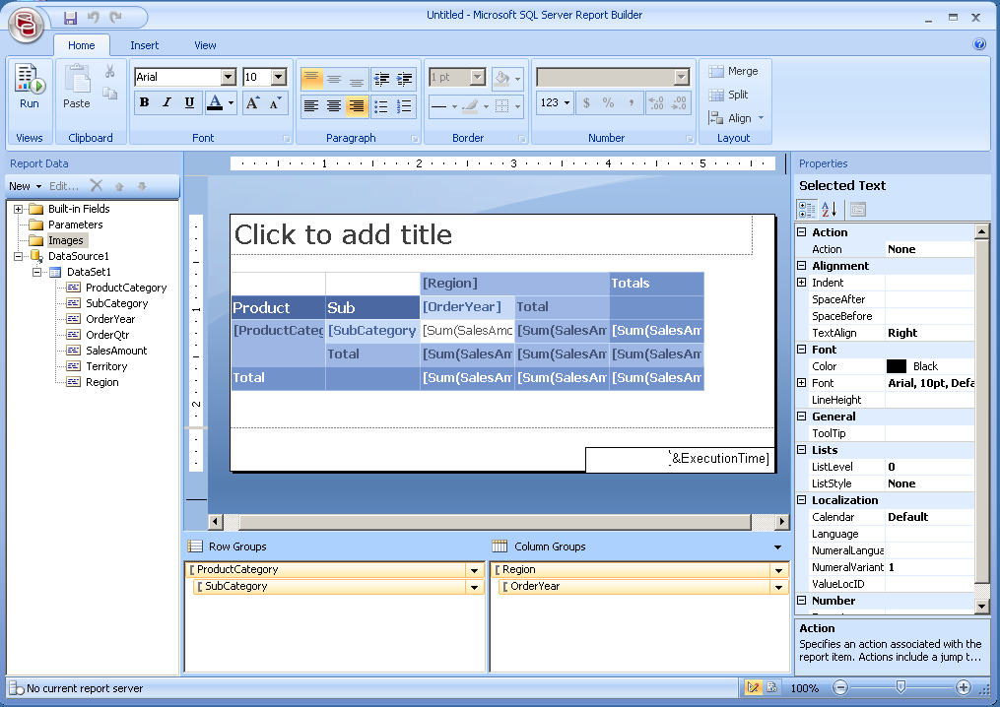 Untitled - Microsoft SQL Server Report Builder
Home Insert View
Arial 10 1 pt
Merge
Run Paste
B I U A A A
123 $ % , .00 .00
Split
Align
Views Clipboard Font Paragraph Border Number Layout
Report Data
New Edit...
Built-in Fields
Parameters
Images
DataSource1
DataSet1
ProductCategory
SubCategory
OrderYear
OrderQtr
SalesAmount
Territory
Region
1 2 3 4 5
1
2
Click to add title
[Region] Totals
Product Sub [OrderYear] Total
[ProductCateg [SubCategory [Sum(SalesAmo [Sum(SalesAm [Sum(SalesAm
Total [Sum(SalesAm [Sum(SalesAm [Sum(SalesAm
Total [Sum(SalesAm [Sum(SalesAm [Sum(SalesAm
[&ExecutionTime]
Row Groups
[ ProductCategory
[ SubCategory
Column Groups
[ Region
[ OrderYear
Properties
Selected Text
Action
Action None
Alignment
Indent
SpaceAfter
SpaceBefore
TextAlign Right
Font
Color Black
Font Arial, 10pt, Defa
LineHeight
General
ToolTip
Lists
ListLevel 0
ListStyle None
Localization
Calendar Default
Language
NumeralLangua
NumeralVariant 1
ValueLocID
Number
Action
Specifies an action associated with the
report item. Actions include a jump t...
No current report server
100%